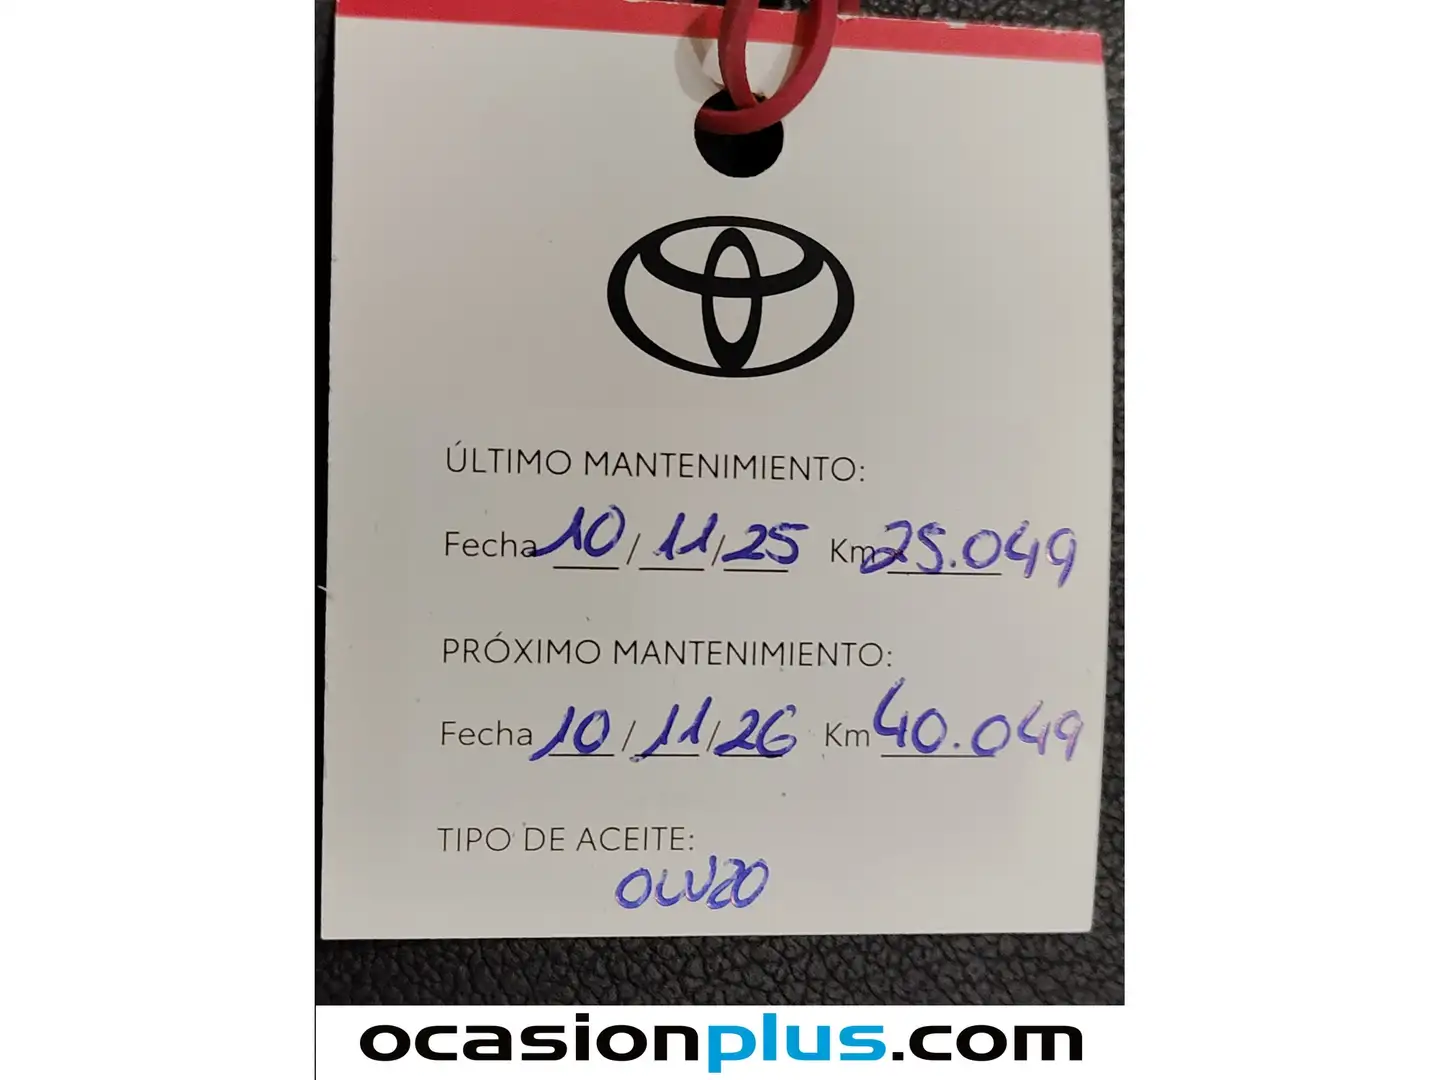 ÚLTIMO MANTENIMIENTO:
Fecha 10/11/25 Km 25.049
PRÓXIMO MANTENIMIENTO:
Fecha 10/11/26 Km 40.049
TIPO DE ACEITE:
0W20
ocasionplus.com